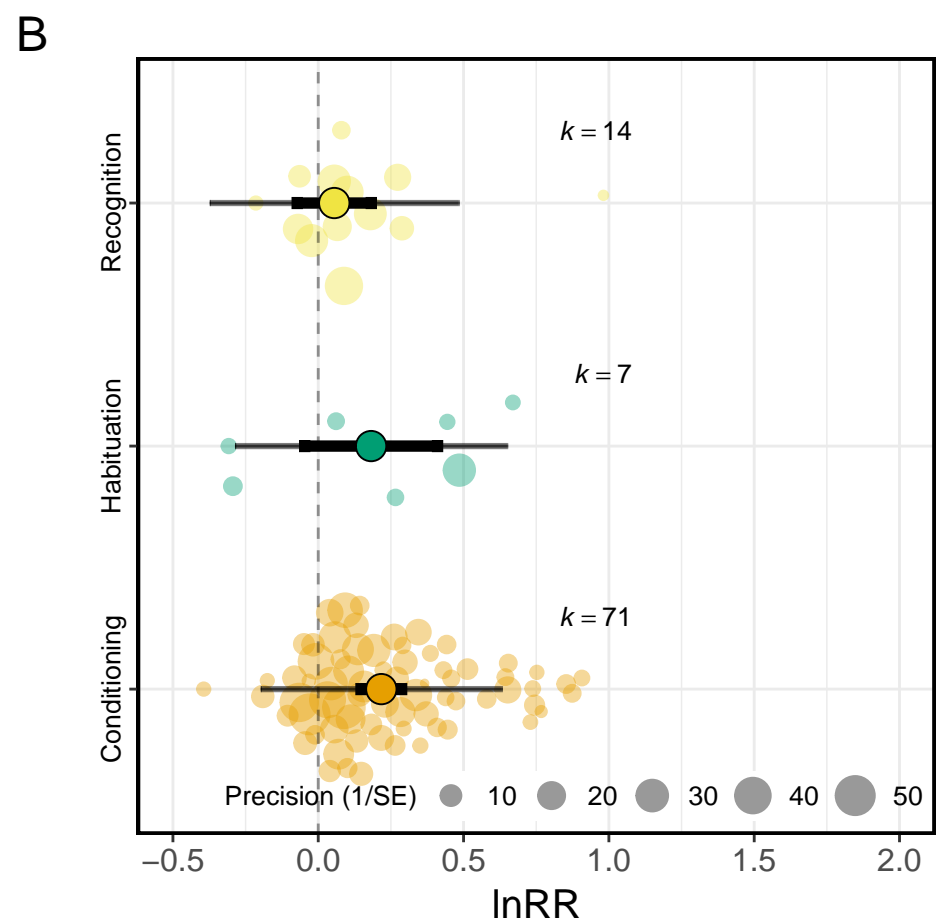 B
Recognition
k = 14
Habituation
k = 7
Conditioning
k = 71
Precision (1/SE) 10 20 30 40 50
−0.5 0.0 0.5 1.0 1.5 2.0
lnRR